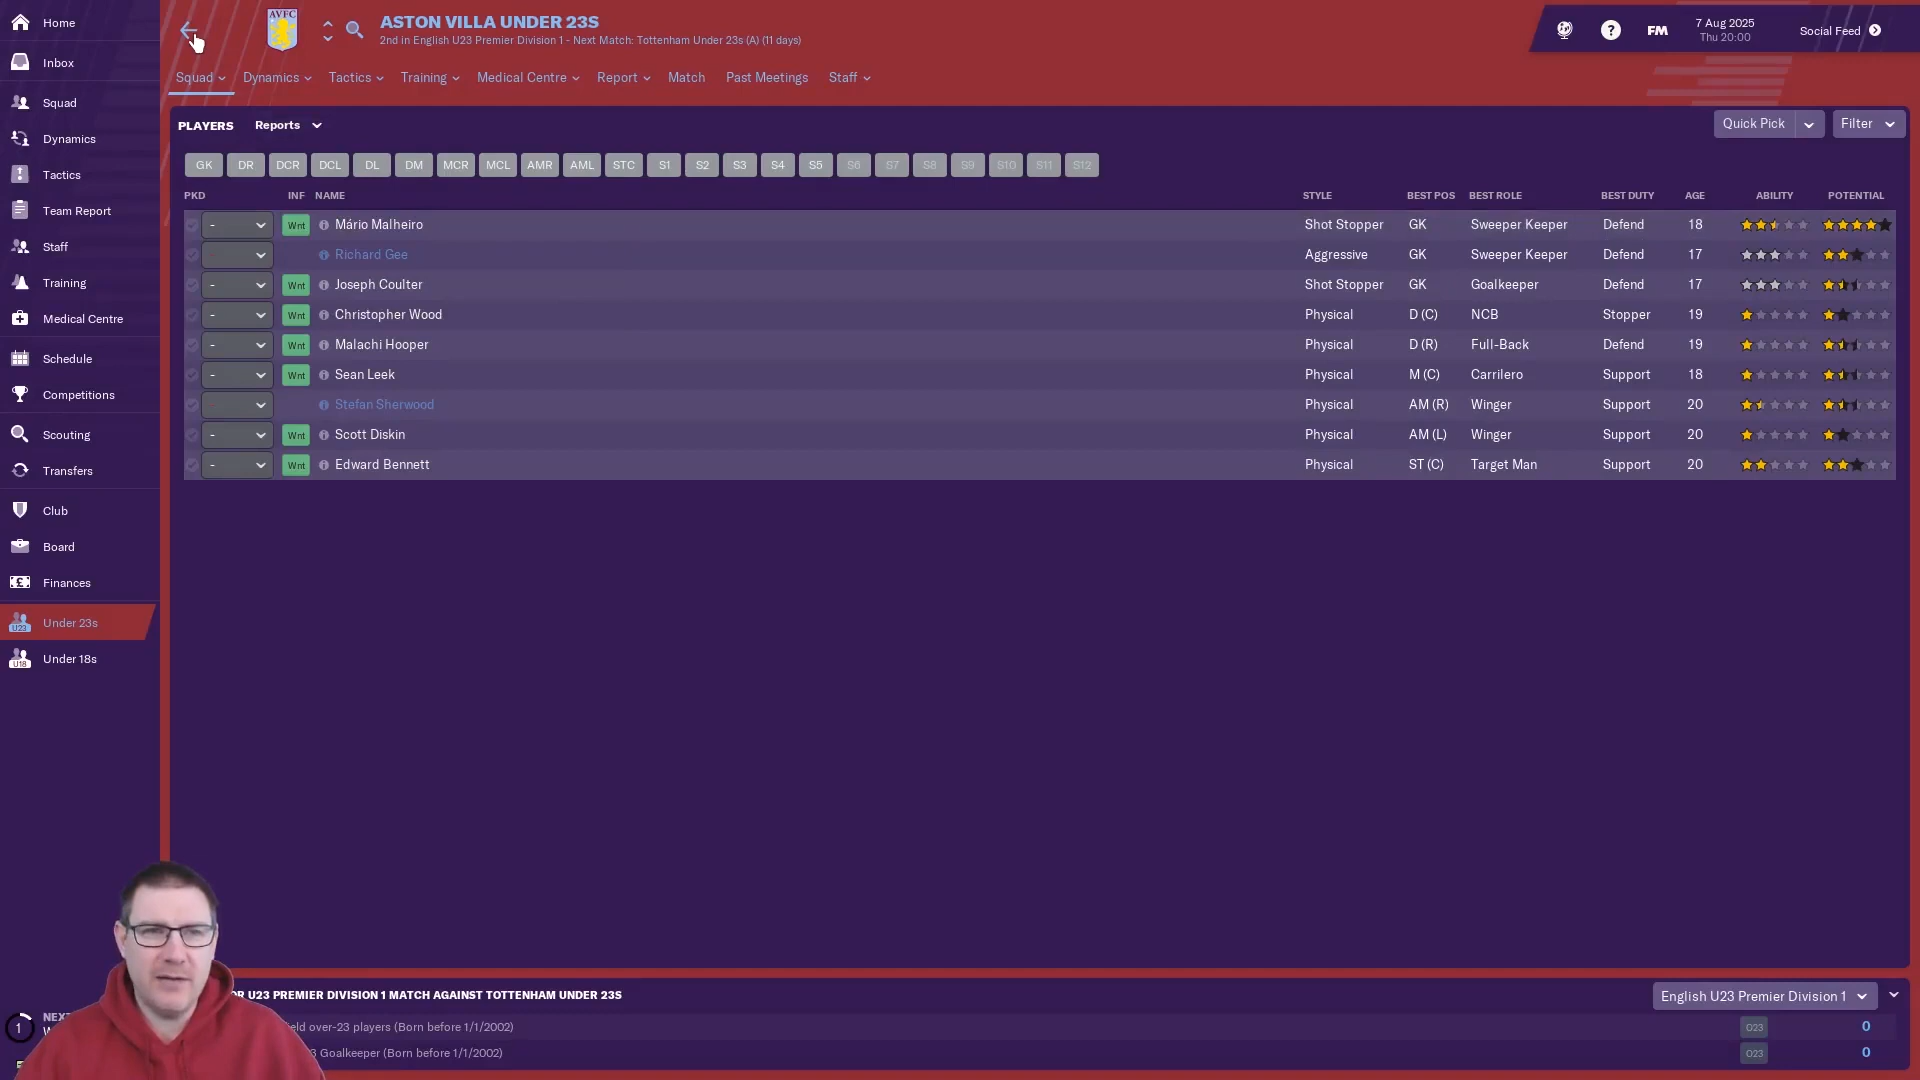 Home
Inbox
Squad
Dynamics
Tactics
Team Report
Staff
Training
Medical Centre
Schedule
Competitions
Scouting
Transfers
Club
Board
Finances
U23 Under 23s
U18 Under 18s
AVFC
ASTON VILLA UNDER 23S
2nd in English U23 Premier Division 1 - Next Match: Tottenham Under 23s (A) (11 days)
? FM 7 Aug 2025 Social Feed
Thu 20:00
Squad Dynamics Tactics Training Medical Centre Report Match Past Meetings Staff
PLAYERS Reports Quick Pick Filter
GK DR DCR DCL DL DM MCR MCL AMR AML STC S1 S2 S3 S4 S5 S6 S7 S8 S9 S10 S11 S12
PKD INF NAME STYLE BEST POS BEST ROLE BEST DUTY AGE ABILITY POTENTIAL
- Wnt Mário Malheiro Shot Stopper GK Sweeper Keeper Defend 18
Richard Gee Aggressive GK Sweeper Keeper Defend 17
- Wnt Joseph Coulter Shot Stopper GK Goalkeeper Defend 17
- Wnt Christopher Wood Physical D (C) NCB Stopper 19
- Wnt Malachi Hooper Physical D (R) Full-Back Defend 19
- Wnt Sean Leek Physical M (C) Carrilero Support 18
Stefan Sherwood Physical AM (R) Winger Support 20
- Wnt Scott Diskin Physical AM (L) Winger Support 20
- Wnt Edward Bennett Physical ST (C) Target Man Support 20
U23 PREMIER DIVISION 1 MATCH AGAINST TOTTENHAM UNDER 23S English U23 Premier Division 1
over-23 players (Born before 1/1/2002) O23 0
Goalkeeper (Born before 1/1/2002) O23 0
1